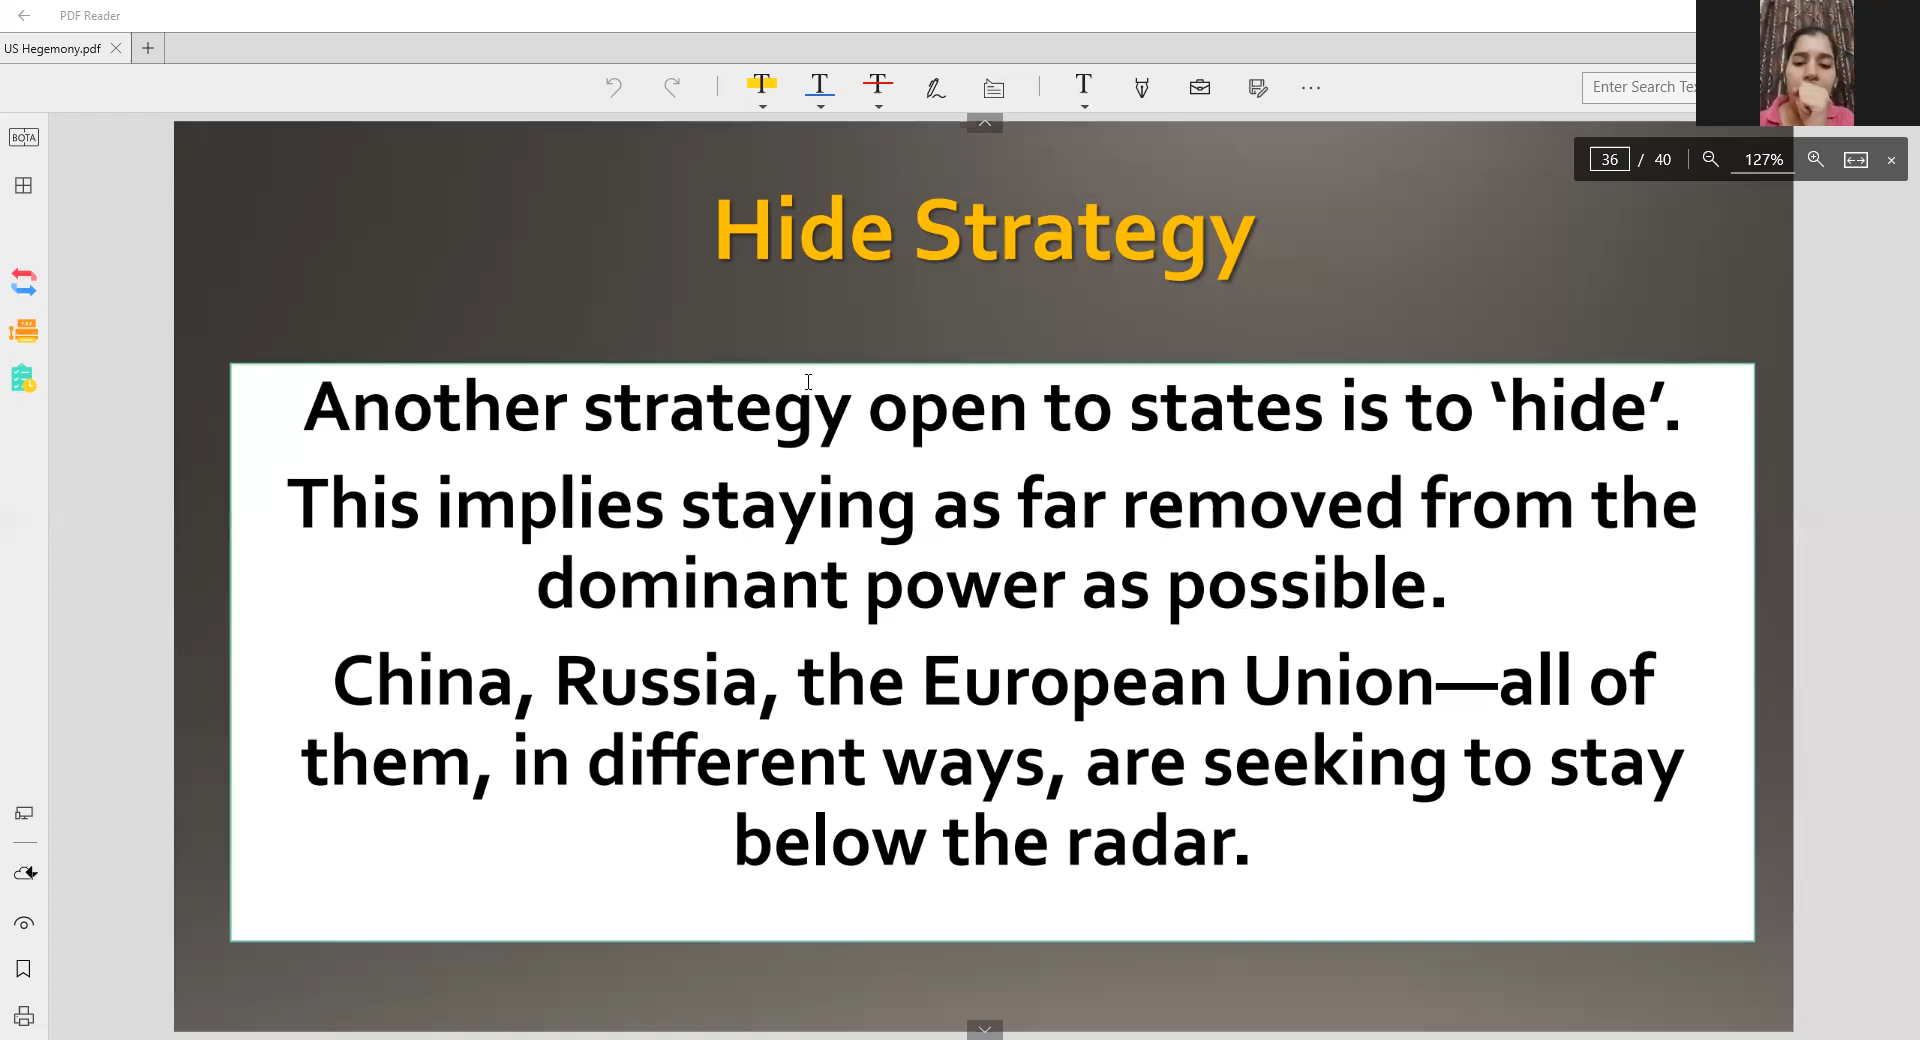 PDF Reader
US Hegemony.pdf
Enter Search Te
BOTA
36 / 40
127%
Hide Strategy
Another strategy open to states is to ‘hide’.
This implies staying as far removed from the
dominant power as possible.
China, Russia, the European Union—all of
them, in different ways, are seeking to stay
below the radar.